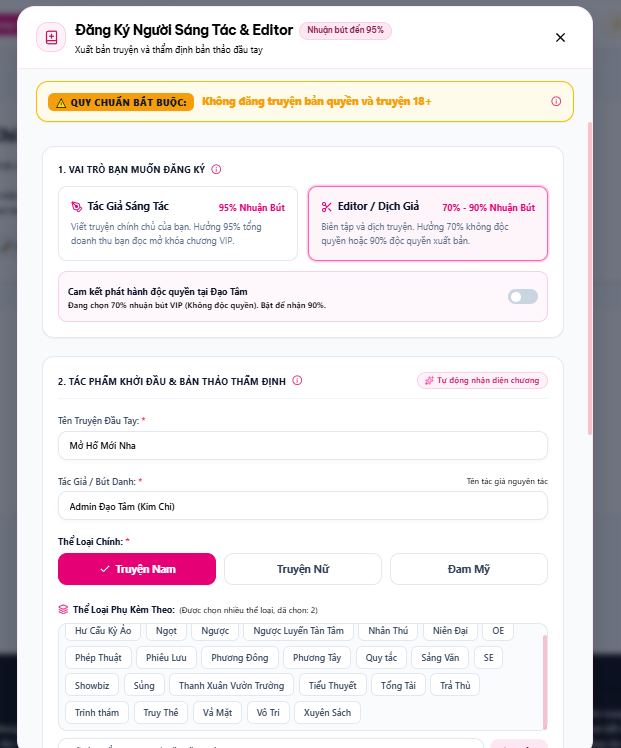 Đăng Ký Người Sáng Tác & Editor
Nhuận bút đến 95%
Xuất bản truyện và thẩm định bản thảo đầu tay
QUY CHUẨN BẮT BUỘC:
Không đăng truyện bản quyền và truyện 18+
1. VAI TRÒ BẠN MUỐN ĐĂNG KÝ
Tác Giả Sáng Tác
95% Nhuận Bút
Viết truyện chính chủ của bạn. Hưởng 95% tổng
doanh thu bạn đọc mở khóa chương VIP.
Editor / Dịch Giả
70% - 90% Nhuận Bút
Biên tập và dịch truyện. Hưởng 70% không độc
quyền hoặc 90% độc quyền xuất bản.
Cam kết phát hành độc quyền tại Đạo Tâm
Đang chọn 70% nhuận bút VIP (Không độc quyền). Bật để nhận 90%.
2. TÁC PHẨM KHỞI ĐẦU & BẢN THẢO THẨM ĐỊNH
Tự động nhận diện chương
Tên Truyện Đầu Tay: *
Mở Hố Mới Nha
Tác Giả / Bút Danh: *
Tên tác giả nguyên tác
Admin Đạo Tâm (Kim Chi)
Thể Loại Chính: *
Truyện Nam
Truyện Nữ
Đam Mỹ
Thể Loại Phụ Kèm Theo: (Được chọn nhiều thể loại, đã chọn: 2)
Hư Cấu Kỳ Ảo Ngọt Ngược Ngược Luyến Tàn Tâm Nhân Thú Niên Đại OE
Phép Thuật Phiêu Lưu Phương Đông Phương Tây Quy tắc Sảng Văn SE
Showbiz Sủng Thanh Xuân Vườn Trường Tiểu Thuyết Tổng Tài Trả Thù
Trinh thám Truy Thê Vả Mặt Vô Tri Xuyên Sách